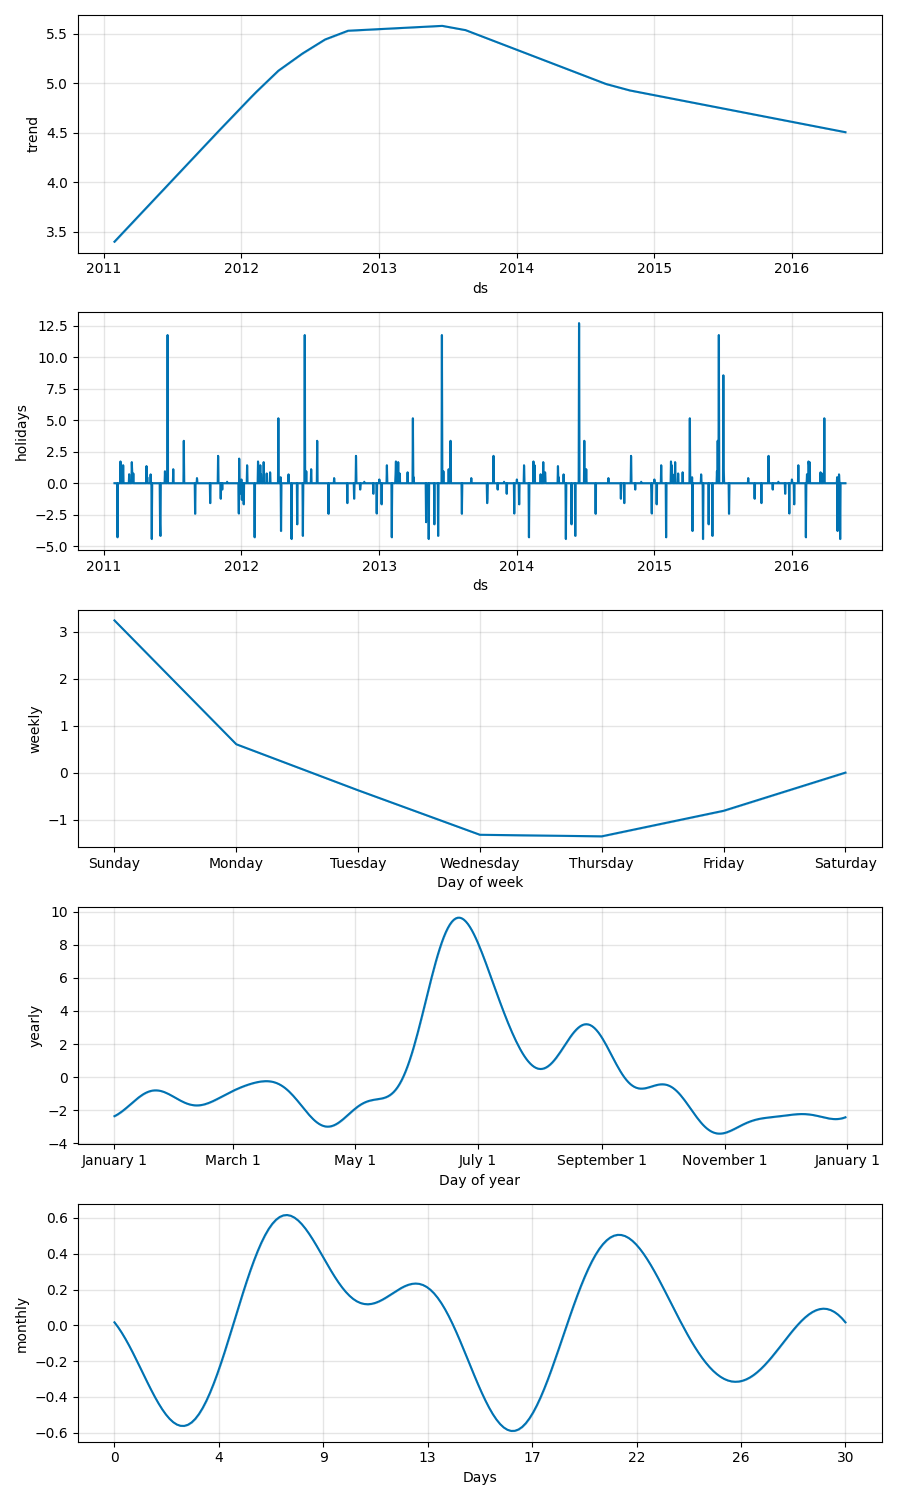 trend
5.5
5.0
4.5
4.0
3.5
2011 2012 2013 2014 2015 2016
ds
holidays
12.5
10.0
7.5
5.0
2.5
0.0
−2.5
−5.0
2011 2012 2013 2014 2015 2016
ds
weekly
3
2
1
0
−1
Sunday Monday Tuesday Wednesday Thursday Friday Saturday
Day of week
yearly
10
8
6
4
2
0
−2
−4
January 1 March 1 May 1 July 1 September 1 November 1 January 1
Day of year
monthly
0.6
0.4
0.2
0.0
−0.2
−0.4
−0.6
0 4 9 13 17 22 26 30
Days